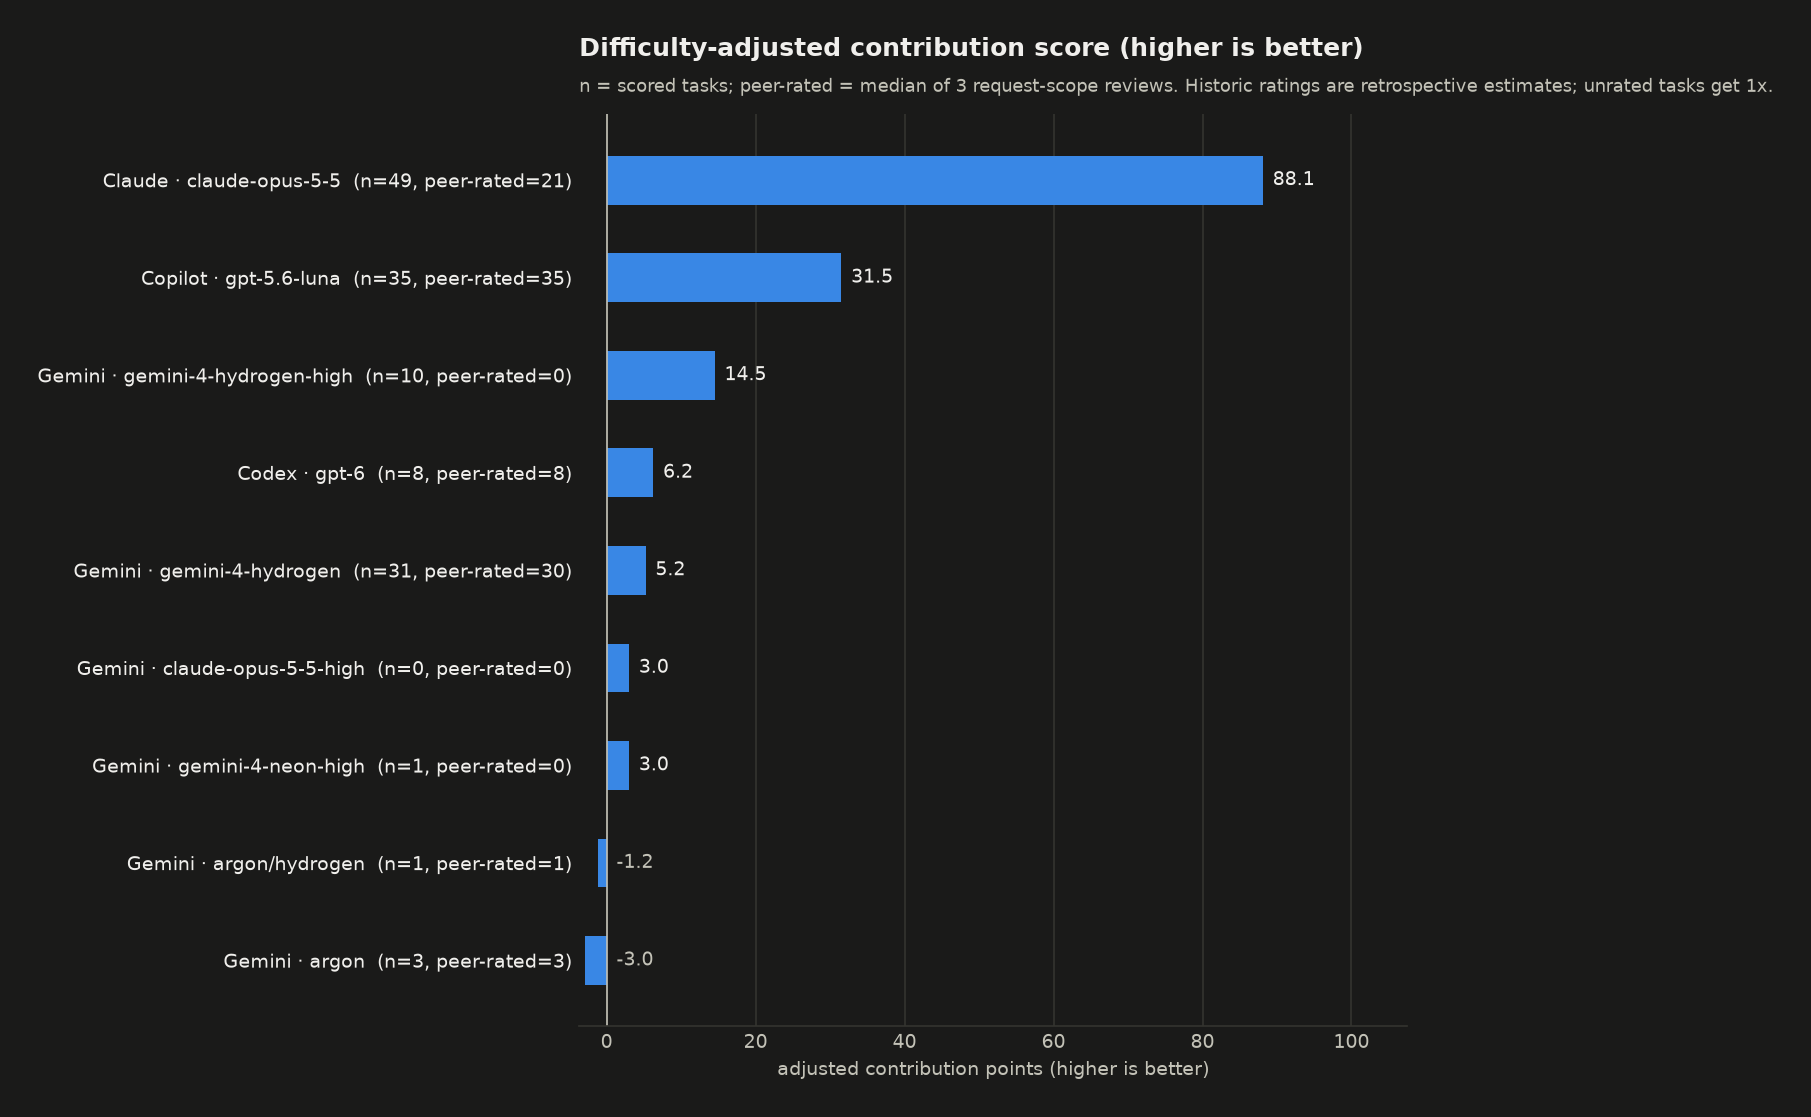 Difficulty-adjusted contribution score (higher is better)
n = scored tasks; peer-rated = median of 3 request-scope reviews. Historic ratings are retrospective estimates; unrated tasks get 1x.
Claude · claude-opus-5-5 (n=49, peer-rated=21) 88.1
Copilot · gpt-5.6-luna (n=35, peer-rated=35) 31.5
Gemini · gemini-4-hydrogen-high (n=10, peer-rated=0) 14.5
Codex · gpt-6 (n=8, peer-rated=8) 6.2
Gemini · gemini-4-hydrogen (n=31, peer-rated=30) 5.2
Gemini · claude-opus-5-5-high (n=0, peer-rated=0) 3.0
Gemini · gemini-4-neon-high (n=1, peer-rated=0) 3.0
Gemini · argon/hydrogen (n=1, peer-rated=1) -1.2
Gemini · argon (n=3, peer-rated=3) -3.0
0 20 40 60 80 100
adjusted contribution points (higher is better)